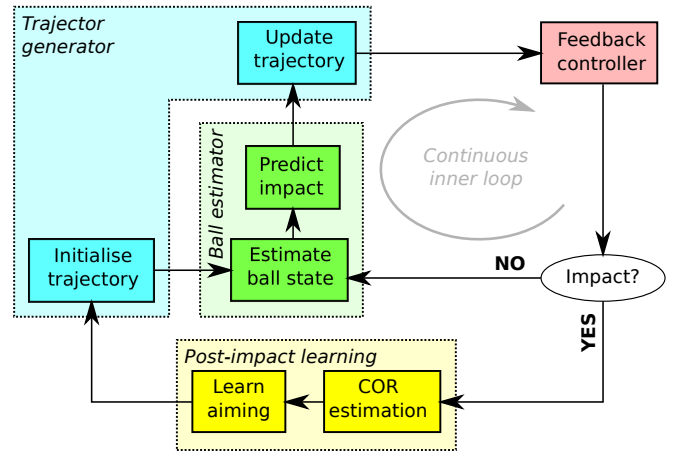 Trajector
generator
Update
trajectory
Feedback
controller
Ball estimator
Predict
impact
Continuous
inner loop
Initialise
trajectory
Estimate
ball state
NO
Impact?
YES
Post-impact learning
Learn
aiming
COR
estimation